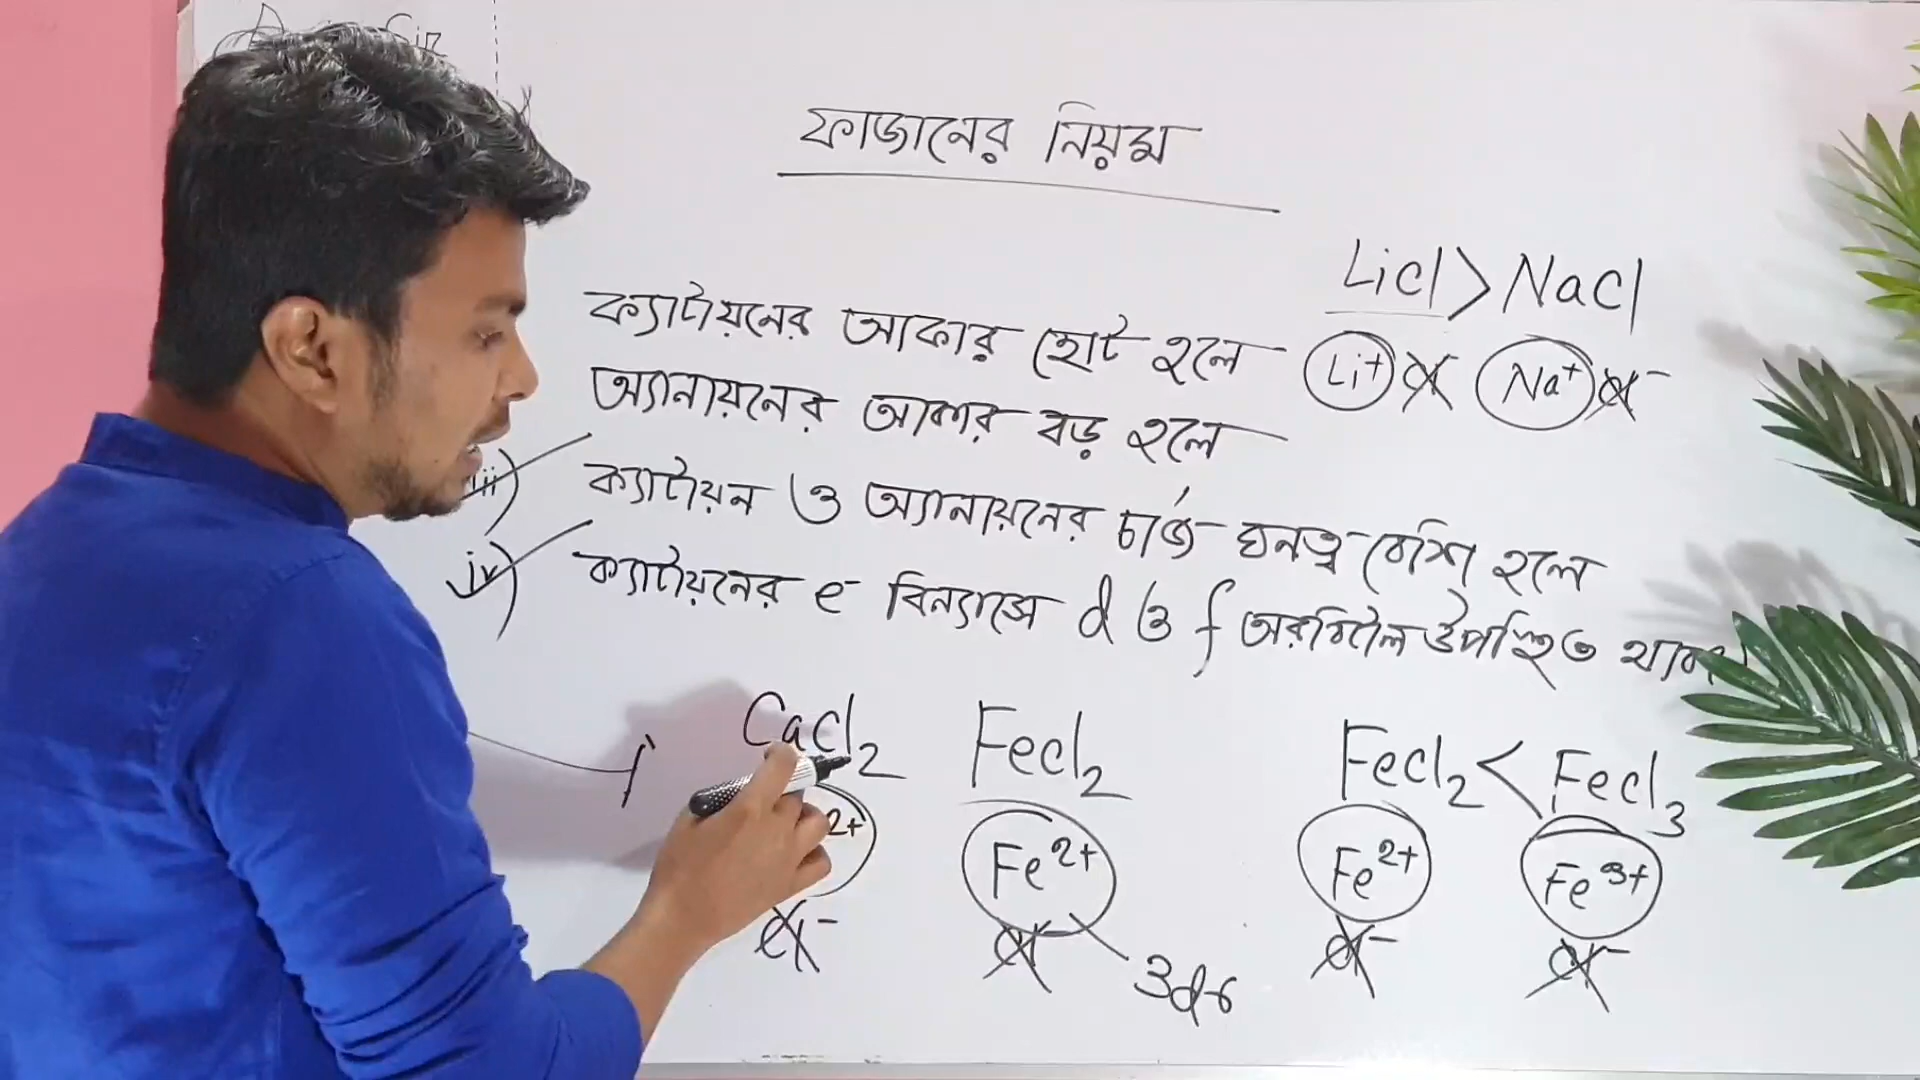 ফাজানের নিয়ম
LiCl > NaCl
ক্যাটায়নের আকার ছোট হলে
Li+ Cl Na+ Cl-
অ্যানায়নের আকার বড় হলে
iii) ক্যাটায়ন ও অ্যানায়নের চার্জ ঘনত্ব বেশি হলে
iv) ক্যাটায়নের e- বিন্যাসে d ও f অরবিটাল উপস্থিত
CaCl2 FeCl2 FeCl2 < FeCl3
2+ Fe2+ Fe2+ Fe3+
Cl- Cl- Cl- Cl-
3d6